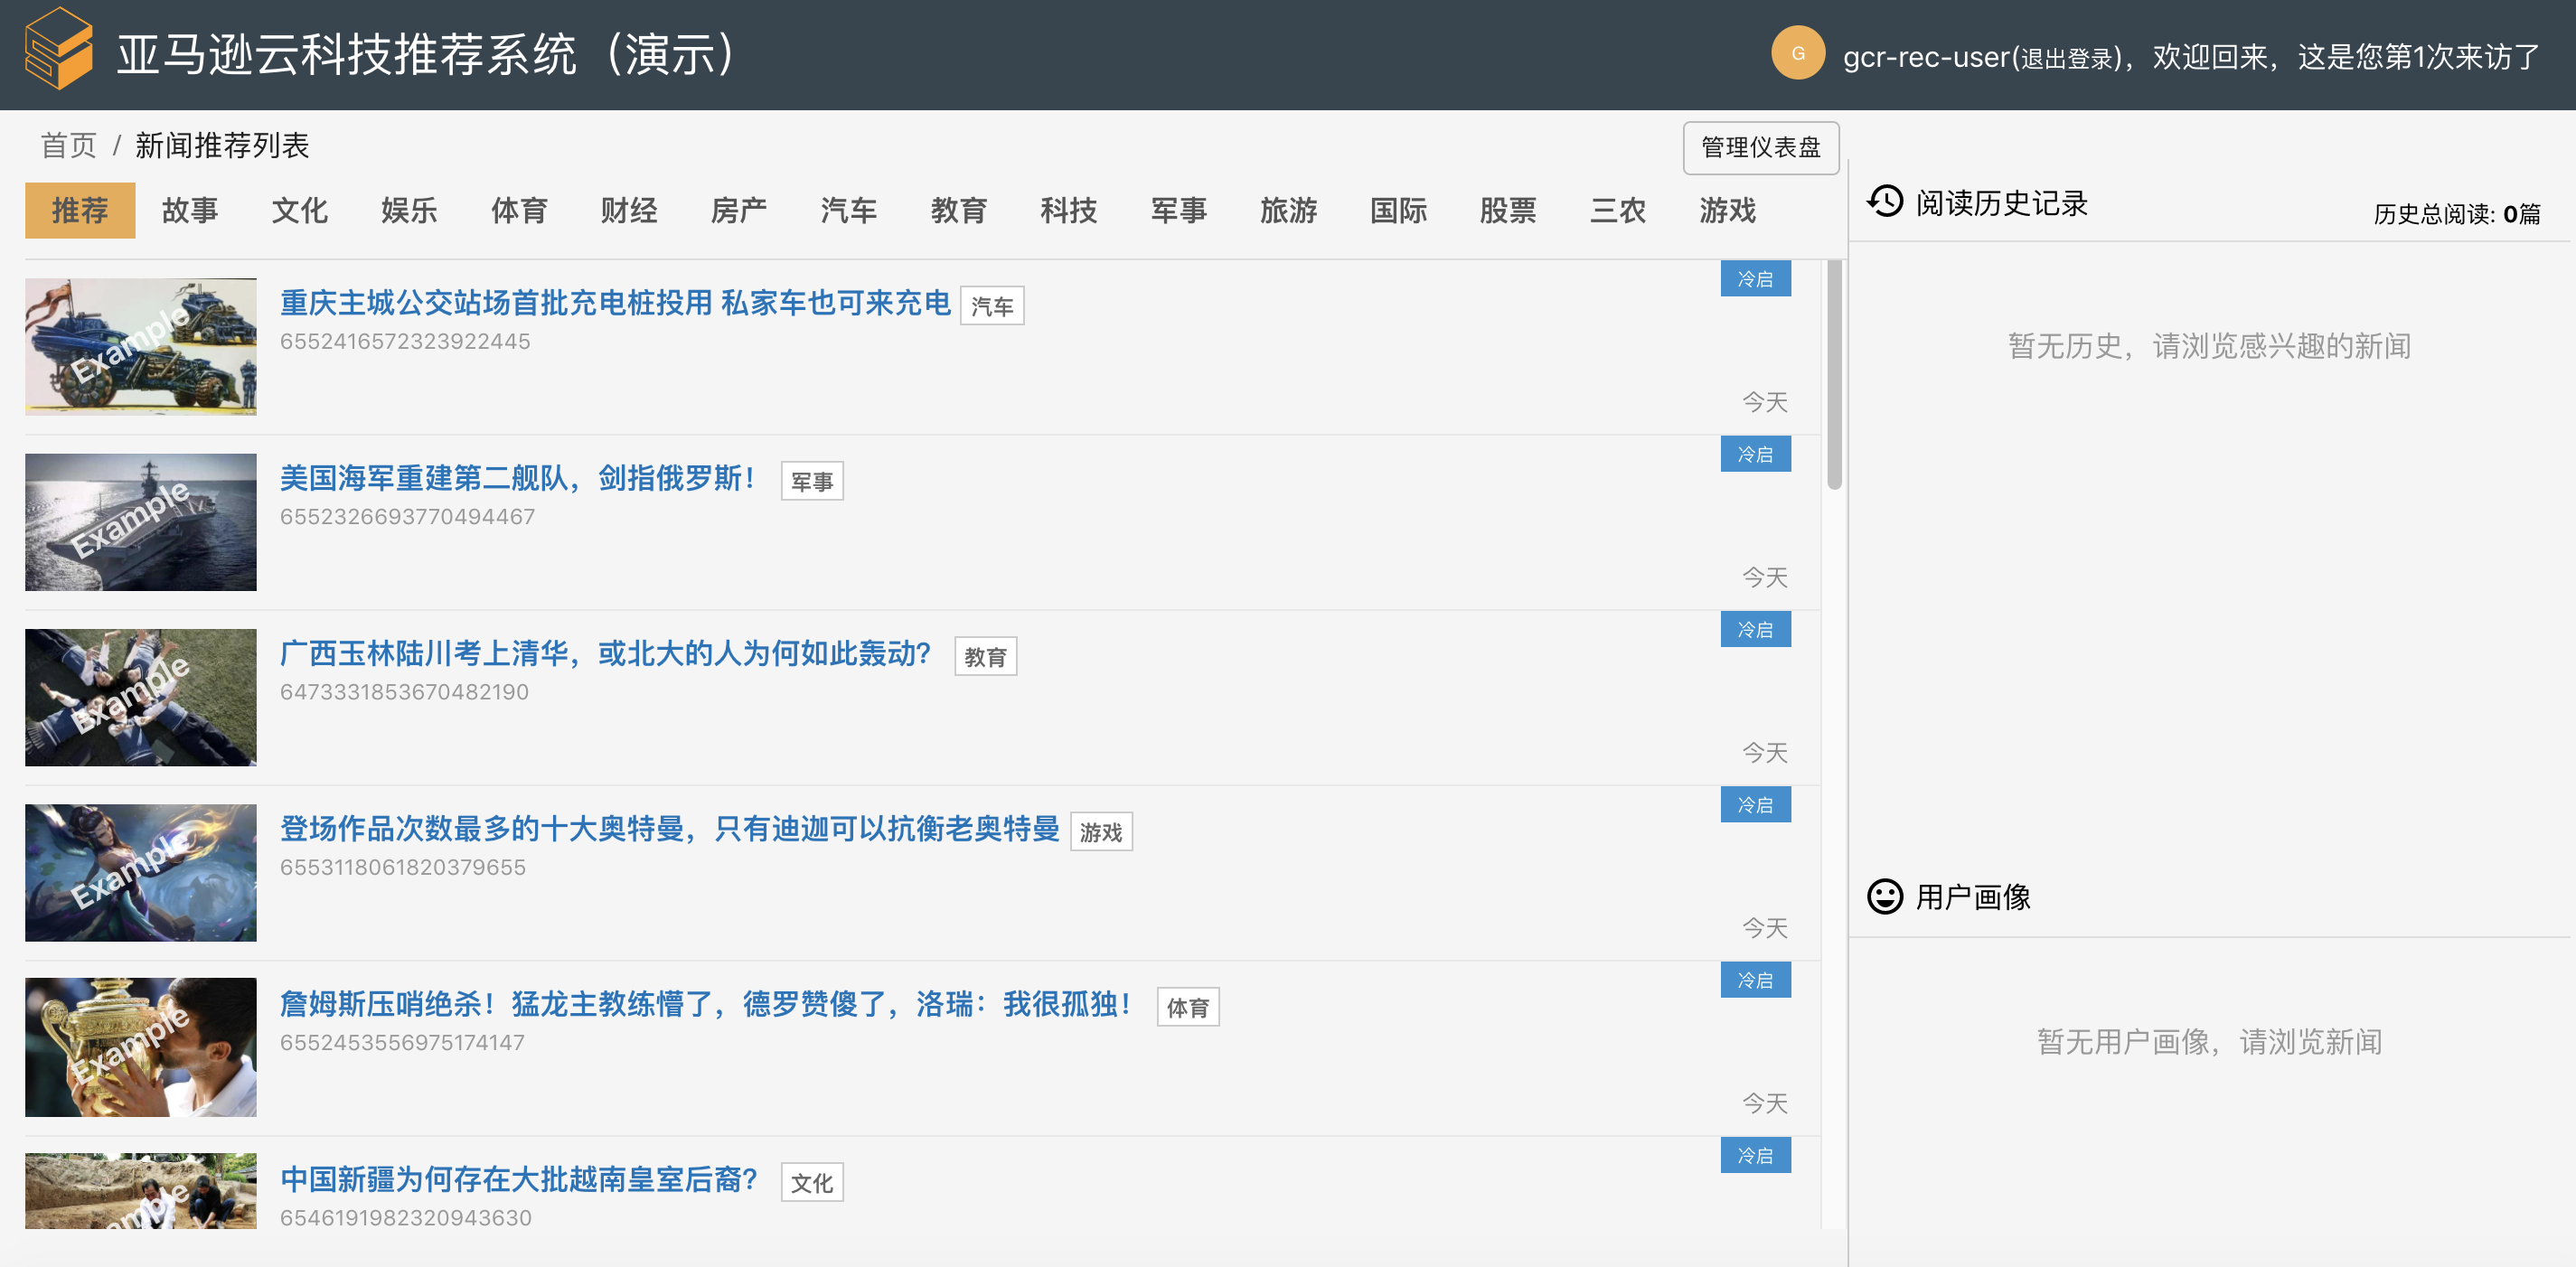 亚马逊云科技推荐系统（演示）
G
gcr-rec-user(退出登录)，欢迎回来，这是您第1次来访了
首页 / 新闻推荐列表
管理仪表盘
推荐 故事 文化 娱乐 体育 财经 房产 汽车 教育 科技 军事 旅游 国际 股票 三农 游戏
Example
重庆主城公交站场首批充电桩投用 私家车也可来充电 汽车
冷启
6552416572323922445
今天
Example
美国海军重建第二舰队，剑指俄罗斯！ 军事
冷启
6552326693770494467
今天
Example
广西玉林陆川考上清华，或北大的人为何如此轰动？ 教育
冷启
6473331853670482190
今天
Example
登场作品次数最多的十大奥特曼，只有迪迦可以抗衡老奥特曼 游戏
冷启
6553118061820379655
今天
Example
詹姆斯压哨绝杀！猛龙主教练懵了，德罗赞傻了，洛瑞：我很孤独！ 体育
冷启
6552453556975174147
今天
ample
中国新疆为何存在大批越南皇室后裔？ 文化
冷启
6546191982320943630
阅读历史记录
历史总阅读: 0篇
暂无历史，请浏览感兴趣的新闻
用户画像
暂无用户画像，请浏览新闻